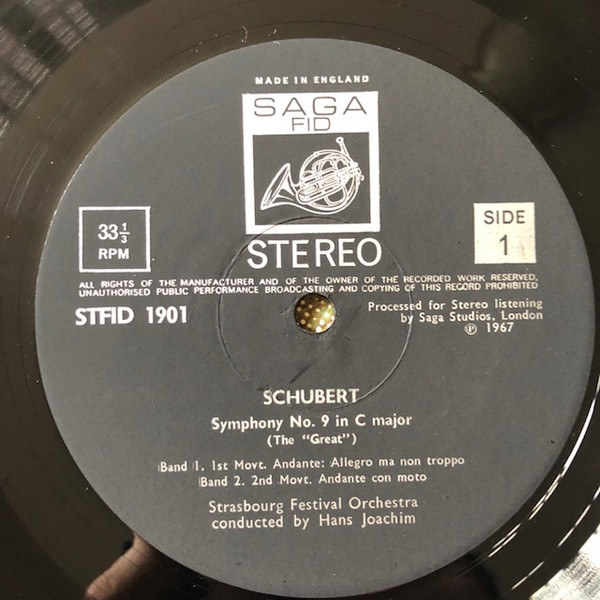 MADE IN ENGLAND
SAGA
FID
33⅓
RPM
STEREO
SIDE
1
ALL RIGHTS OF THE MANUFACTURER AND OF THE OWNER OF THE RECORDED WORK RESERVED.
UNAUTHORISED PUBLIC PERFORMANCE BROADCASTING AND COPYING OF THIS RECORD PROHIBITED
STFID 1901
Processed for Stereo listening
by Saga Studios, London
℗ 1967
SCHUBERT
Symphony No. 9 in C major
(The "Great")
Band 1. 1st Movt. Andante: Allegro ma non troppo
Band 2. 2nd Movt. Andante con moto
Strasbourg Festival Orchestra
conducted by Hans Joachim